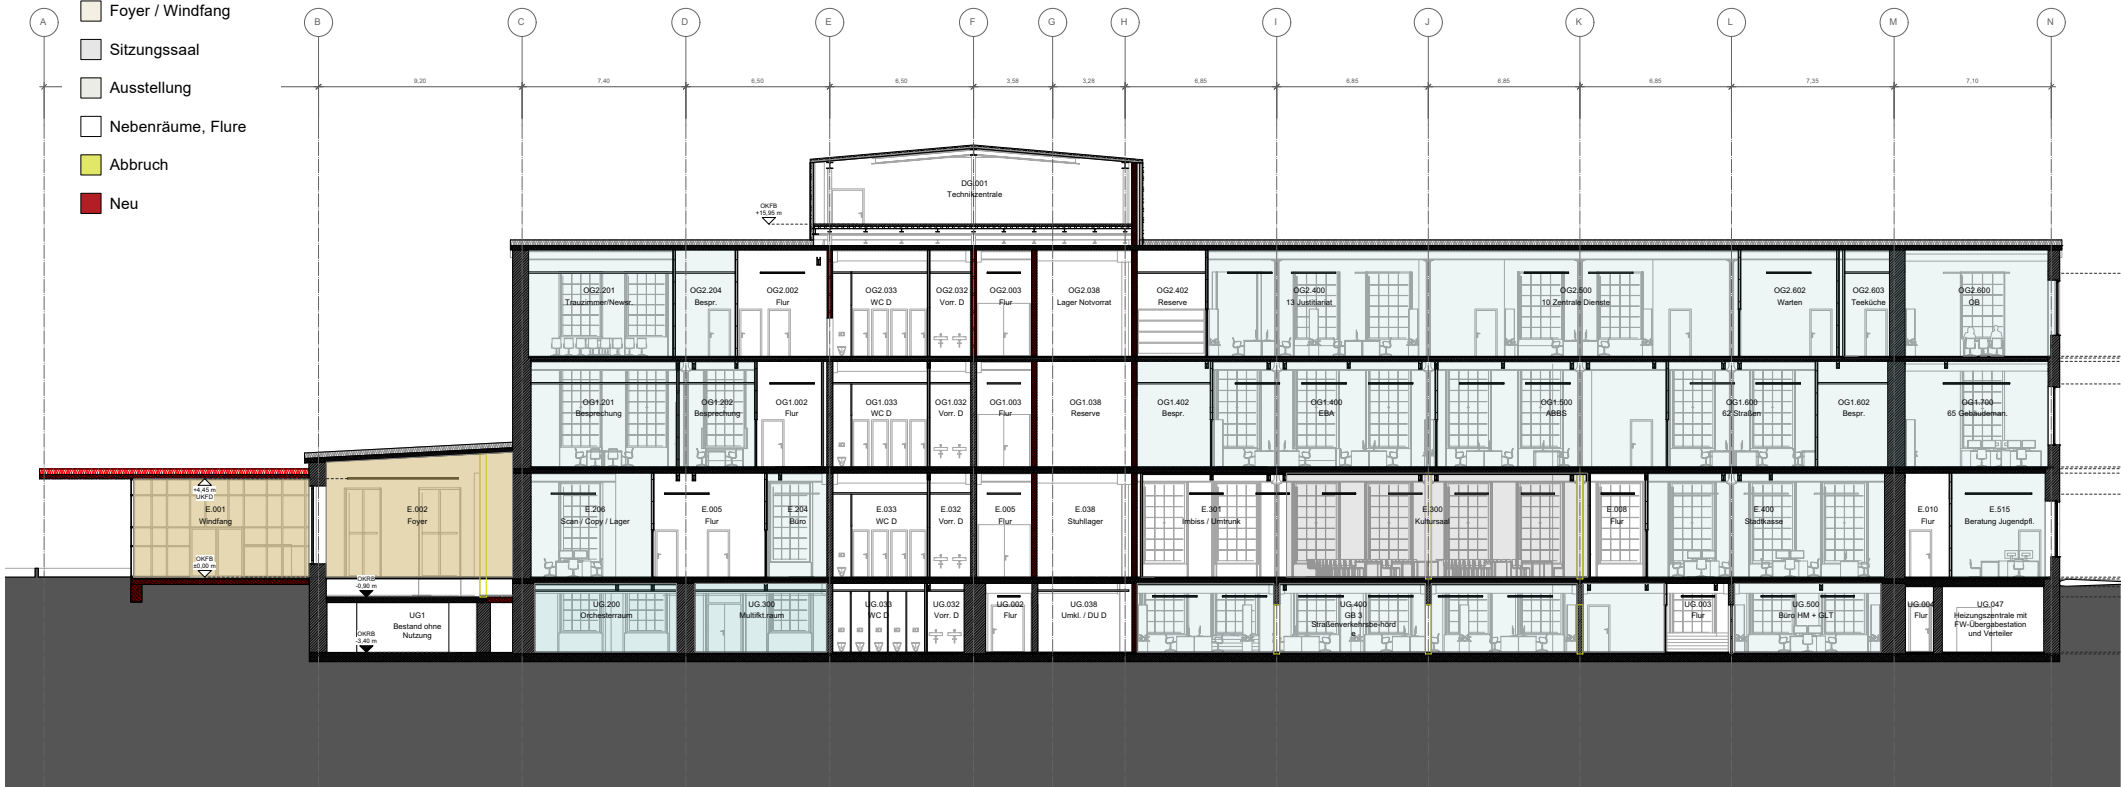 Foyer / Windfang
Sitzungssaal
Ausstellung
Nebenräume, Flure
Abbruch
Neu
A
B
C
D
E
F
G
H
I
J
K
L
M
N
9,20
7,40
6,50
6,50
3,58
3,28
6,85
6,85
6,85
6,85
7,35
7,10
DG.001
Technikzentrale
OKFB
+15,95 m
OG2.201
Trauzimmer/Newsr.
OG2.204
Bespr.
OG2.002
Flur
OG2.033
WC D
OG2.032
Vorr. D
OG2.003
Flur
OG2.038
Lager Notvorrat
OG2.402
Reserve
OG2.400
13 Justitiariat
OG2.500
10 Zentrale Dienste
OG2.602
Warten
OG2.603
Teeküche
OG2.600
OB
OG1.201
Besprechung
OG1.202
Besprechung
OG1.002
Flur
OG1.033
WC D
OG1.032
Vorr. D
OG1.003
Flur
OG1.038
Reserve
OG1.402
Bespr.
OG1.400
EBA
OG1.500
ABBS
OG1.600
62 Straßen
OG1.602
Bespr.
OG1.700
65 Gebäudeman.
+4,45 m
UKFD
E.001
Windfang
OKFB
±0,00 m
E.002
Foyer
E.206
Scan / Copy / Lager
E.005
Flur
E.204
Büro
E.033
WC D
E.032
Vorr. D
E.005
Flur
E.038
Stuhllager
E.301
Imbiss / Umtrunk
E.300
Kultursaal
E.008
Flur
E.400
Stadtkasse
E.010
Flur
E.515
Beratung Jugendpfl.
OKRB
-0,90 m
UG1
Bestand ohne
Nutzung
OKRB
-3,40 m
UG.200
Orchesterraum
UG.300
Multifkt.raum
UG.033
WC D
UG.032
Vorr. D
UG.002
Flur
UG.038
Umkl. / DU D
UG.400
GB 3
Straßenverkehrsbe-hörd
e
UG.003
Flur
UG.500
Büro HM + GLT
UG.004
Flur
UG.047
Heizungszentrale mit
FW-Übergabestation
und Verteiler